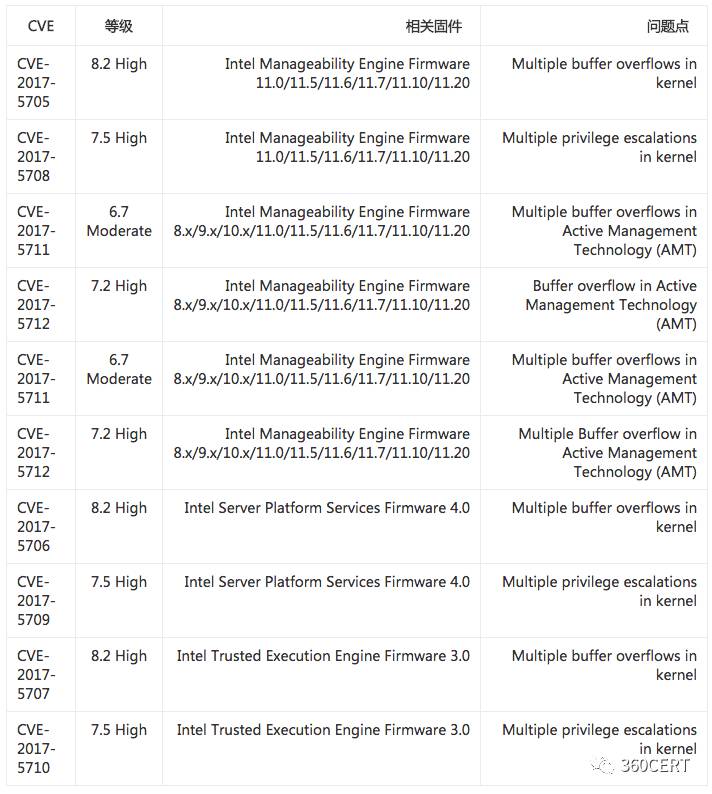 CVE 等级 相关固件 问题点
CVE- 8.2 High Intel Manageability Engine Firmware Multiple buffer overflows in
2017- 11.0/11.5/11.6/11.7/11.10/11.20 kernel
5705
CVE- 7.5 High Intel Manageability Engine Firmware Multiple privilege escalations
2017- 11.0/11.5/11.6/11.7/11.10/11.20 in kernel
5708
CVE- 6.7 Intel Manageability Engine Firmware Multiple buffer overflows in
2017- Moderate 8.x/9.x/10.x/11.0/11.5/11.6/11.7/11.10/11.20 Active Management
5711 Technology (AMT)
CVE- 7.2 High Intel Manageability Engine Firmware Buffer overflow in Active
2017- 8.x/9.x/10.x/11.0/11.5/11.6/11.7/11.10/11.20 Management Technology
5712 (AMT)
CVE- 6.7 Intel Manageability Engine Firmware Multiple buffer overflows in
2017- Moderate 8.x/9.x/10.x/11.0/11.5/11.6/11.7/11.10/11.20 Active Management
5711 Technology (AMT)
CVE- 7.2 High Intel Manageability Engine Firmware Multiple Buffer overflow in
2017- 8.x/9.x/10.x/11.0/11.5/11.6/11.7/11.10/11.20 Active Management
5712 Technology (AMT)
CVE- 8.2 High Intel Server Platform Services Firmware 4.0 Multiple buffer overflows in
2017- kernel
5706
CVE- 7.5 High Intel Server Platform Services Firmware 4.0 Multiple privilege escalations
2017- in kernel
5709
CVE- 8.2 High Intel Trusted Execution Engine Firmware 3.0 Multiple buffer overflows in
2017- kernel
5707
CVE- 7.5 High Intel Trusted Execution Engine Firmware 3.0 Multiple privilege escalations
2017- in kernel
5710
360CERT